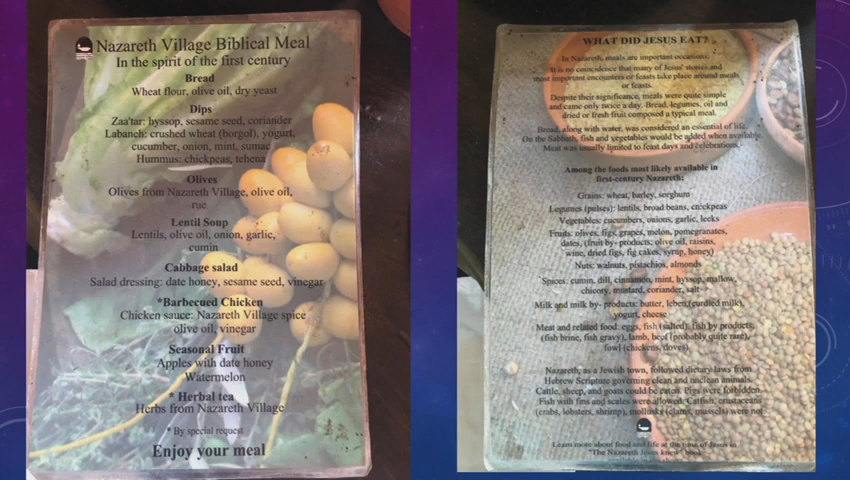 Nazareth Village Biblical Meal
In the spirit of the first century
Bread
Wheat flour, olive oil, dry yeast
Dips
Zaa'tar: hyssop, sesame seed, coriander
Labaneh: crushed wheat (borgol), yogurt,
cucumber, onion, mint, sumac
Hummus: chickpeas, tehena
Olives
Olives from Nazareth Village, olive oil,
rue
Lentil Soup
Lentils, olive oil, onion, garlic,
cumin
Cabbage salad
Salad dressing: date honey, sesame seed, vinegar
*Barbecued Chicken
Chicken sauce: Nazareth Village spice
olive oil, vinegar
Seasonal Fruit
Apples with date honey
Watermelon
* Herbal tea
Herbs from Nazareth Village
* By special request
Enjoy your meal
WHAT DID JESUS EAT?
In Nazareth, meals are important occasions.
It is no coincidence that many of Jesus' stories and
most important encounters or feasts take place around meals
or feasts.
Despite their significance, meals were quite simple
and came only twice a day. Bread, legumes, oil and
dried or fresh fruit composed a typical meal.
Bread, along with water, was considered an essential of life.
On the Sabbath, fish and vegetables would be added when available.
Meat was usually limited to feast days and celebrations.
Among the foods most likely available in
first-century Nazareth:
Grains: wheat, barley, sorghum
Legumes (pulses): lentils, broad beans, chickpeas
Vegetables: cucumbers, onions, garlic, leeks
Fruits: olives, figs, grapes, melon, pomegranates,
dates, (fruit by- products: olive oil, raisins,
wine, dried figs, fig cakes, syrup, honey)
Nuts: walnuts, pistachios, almonds
Spices: cumin, dill, cinnamon, mint, hyssop, mallow,
chicory, mustard, coriander, salt
Milk and milk by- products: butter, leben (curdled milk),
yogurt, cheese
Meat and related food: eggs, fish (salted), fish by products,
(fish brine, fish gravy), lamb, beef (probably quite rare),
fowl (chickens, doves)
Nazareth, as a Jewish town, followed dietary laws from
Hebrew Scripture governing clean and unclean animals.
Cattle, sheep, and goats could be eaten. Pigs were forbidden.
Fish with fins and scales were allowed. Catfish, crustaceans
(crabs, lobsters, shrimp), mollusks (clams, mussels) were not
Learn more about food and life at the time of Jesus in
"The Nazareth Jesus knew" book